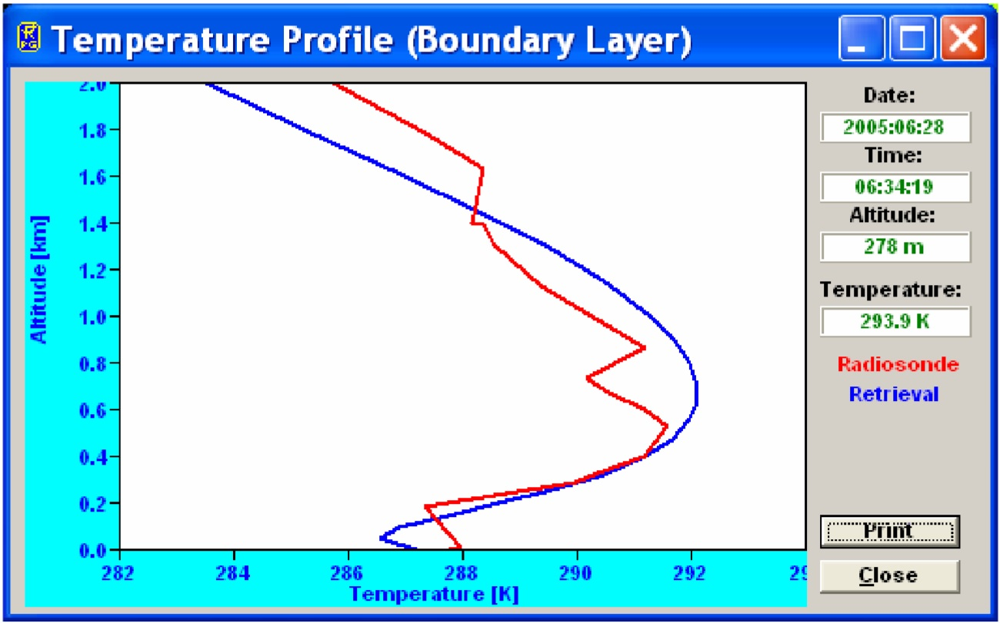 Temperature Profile (Boundary Layer)
2.0
1.8
1.6
1.4
1.2
1.0
0.8
0.6
0.4
0.2
0.0
Altitude [km]
282
284
286
288
290
292
29
Temperature [K]
Date:
2005:06:28
Time:
06:34:19
Altitude:
278 m
Temperature:
293.9 K
Radiosonde
Retrieval
Print
Close